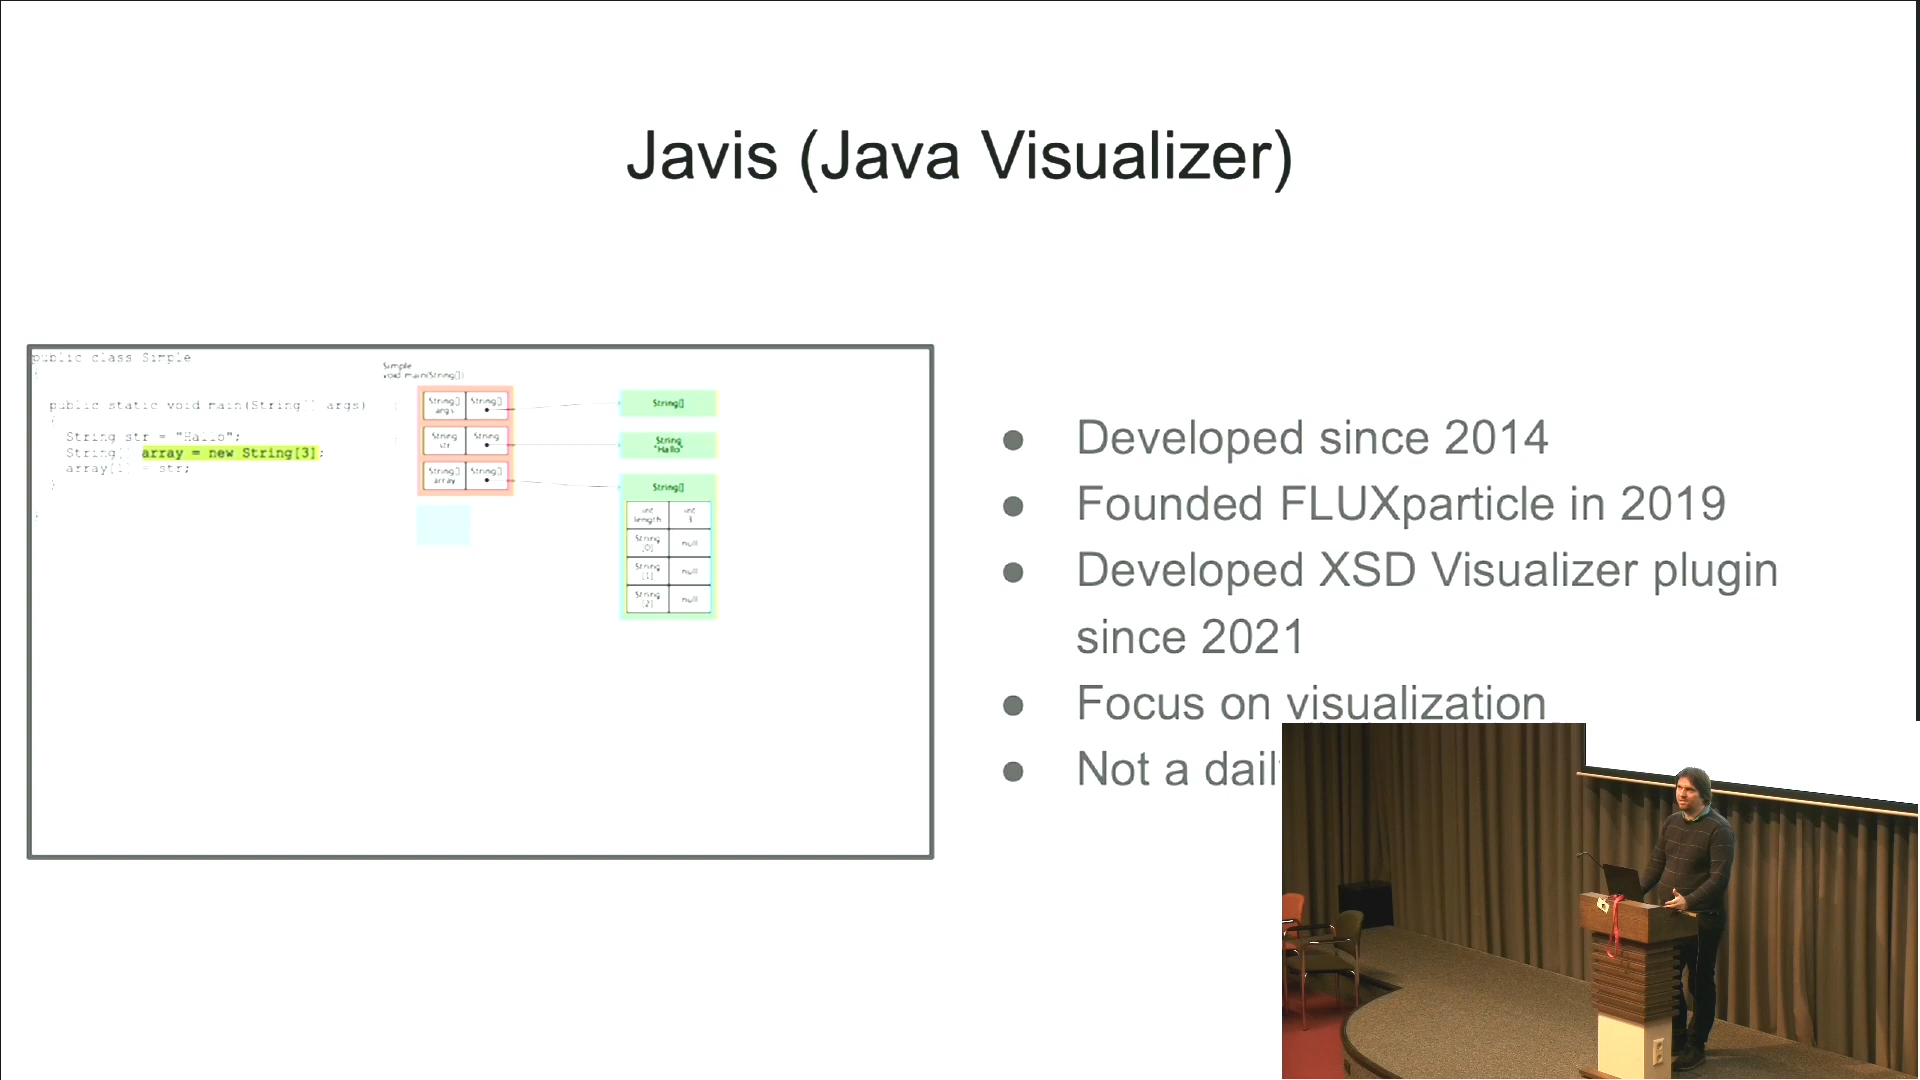 Javis (Java Visualizer)
public class Simple
{
public static void main(String[] args)
{
String str = "Hallo";
String[] array = new String[3];
array[1] = str;
}
}
Simple
void main(String[])
String[] args
String[]
String str
String
String[] array
String[]
String[]
String
"Hallo"
String[]
int length
int 3
String [0]
null
String [1]
null
String [2]
null
● Developed since 2014
● Founded FLUXparticle in 2019
● Developed XSD Visualizer plugin
since 2021
● Focus on visualization
● Not a dail